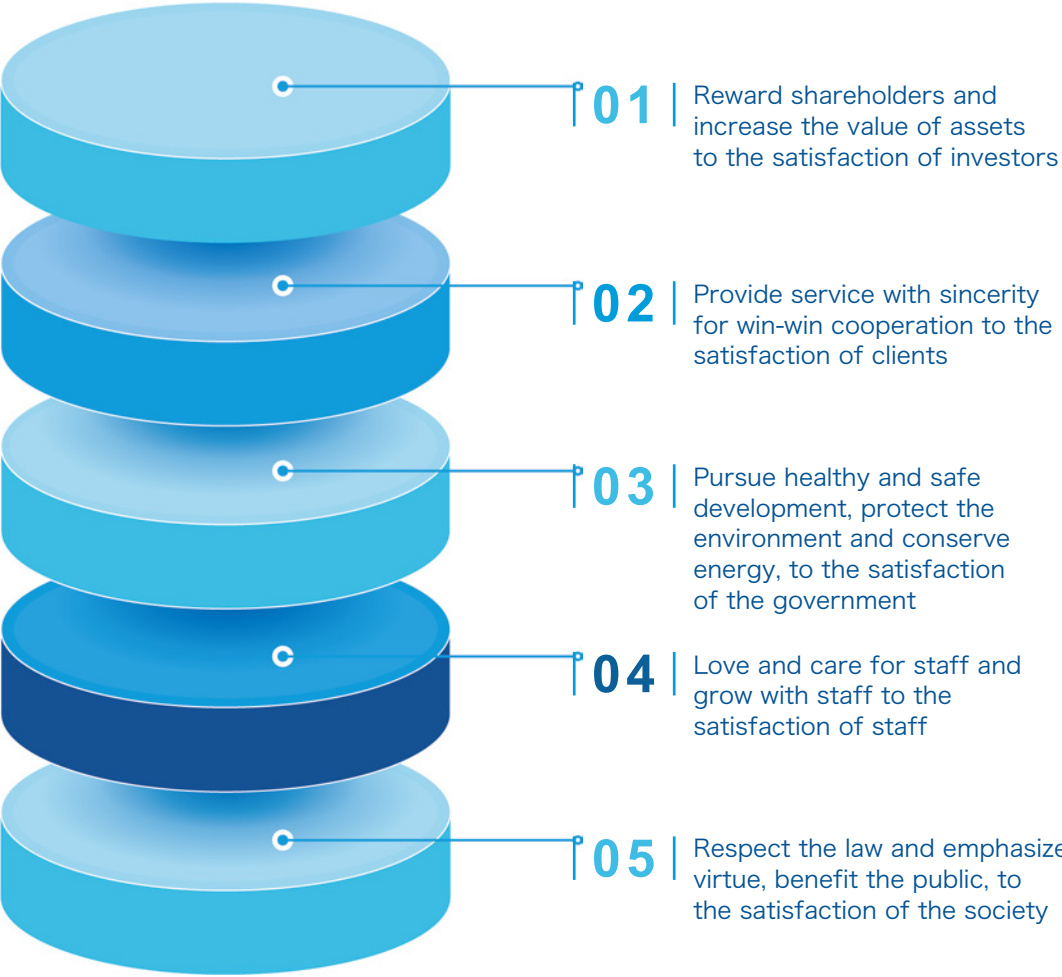 01
Reward shareholders and
increase the value of assets
to the satisfaction of investors
02
Provide service with sincerity
for win-win cooperation to the
satisfaction of clients
03
Pursue healthy and safe
development, protect the
environment and conserve
energy, to the satisfaction
of the government
04
Love and care for staff and
grow with staff to the
satisfaction of staff
05
Respect the law and emphasize
virtue, benefit the public, to
the satisfaction of the society